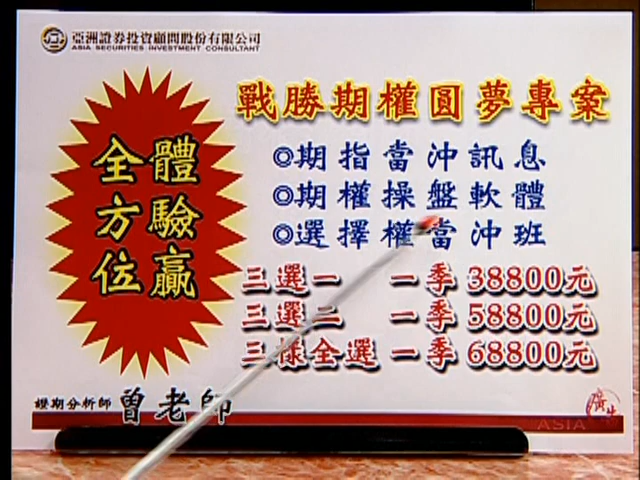 亞洲證券投資顧問股份有限公司
ASIA SECURITIES INVESTMENT CONSULTANT
戰勝期權圓夢專案
全方位
體驗贏
◎期指當沖訊息
◎期權操盤軟體
◎選擇權當沖班
三選一 一季 38800元
三選二 一季 58800元
三樣全選 一季 68800元
證期分析師 曾老師
ASIA